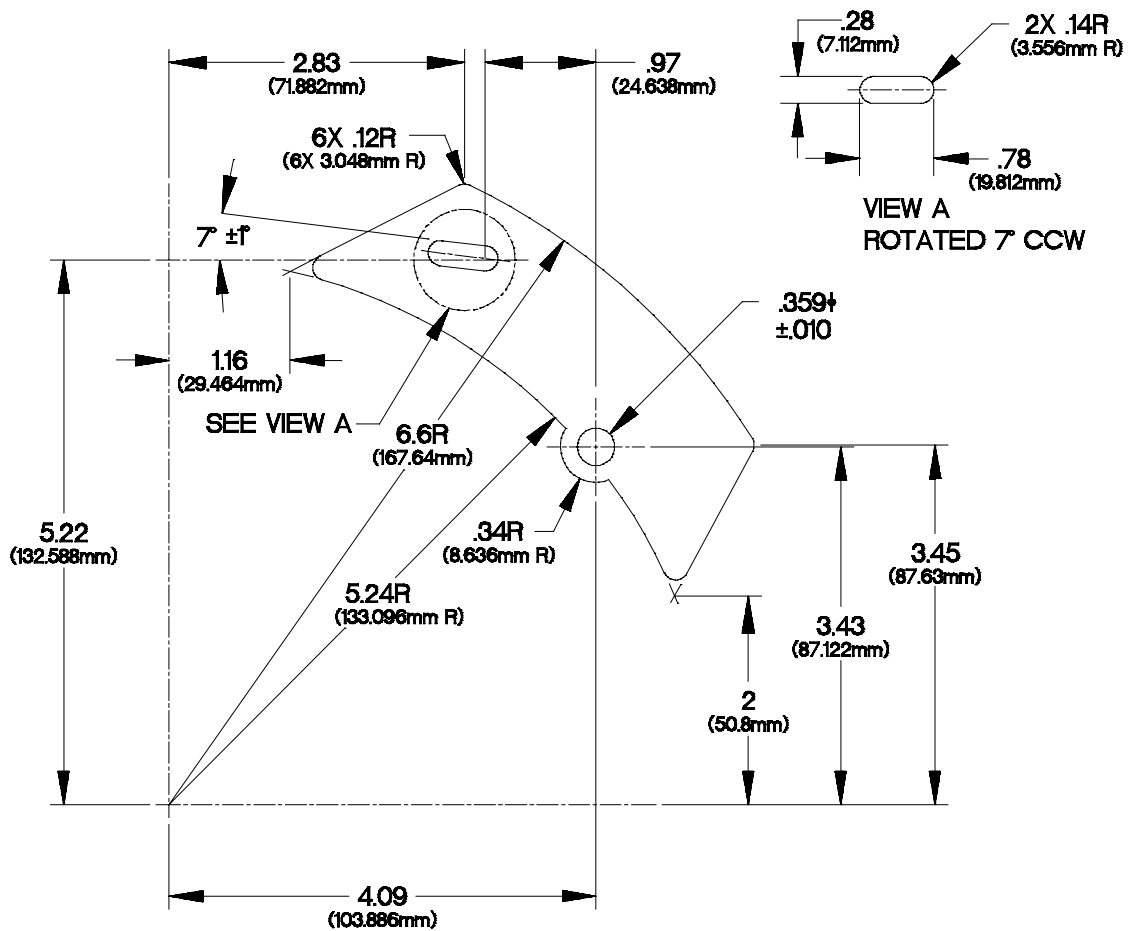 .28
(7.112mm)
2X .14R
(3.556mm R)
2.83
(71.882mm)
.97
(24.638mm)
6X .12R
(6X 3.048mm R)
.78
(19.812mm)
VIEW A
ROTATED 7° CCW
7° ±1°
.359⌀
±.010
1.16
(29.464mm)
SEE VIEW A
6.6R
(167.64mm)
5.22
(132.588mm)
.34R
(8.636mm R)
3.45
(87.63mm)
5.24R
(133.096mm R)
3.43
(87.122mm)
2
(50.8mm)
4.09
(103.886mm)